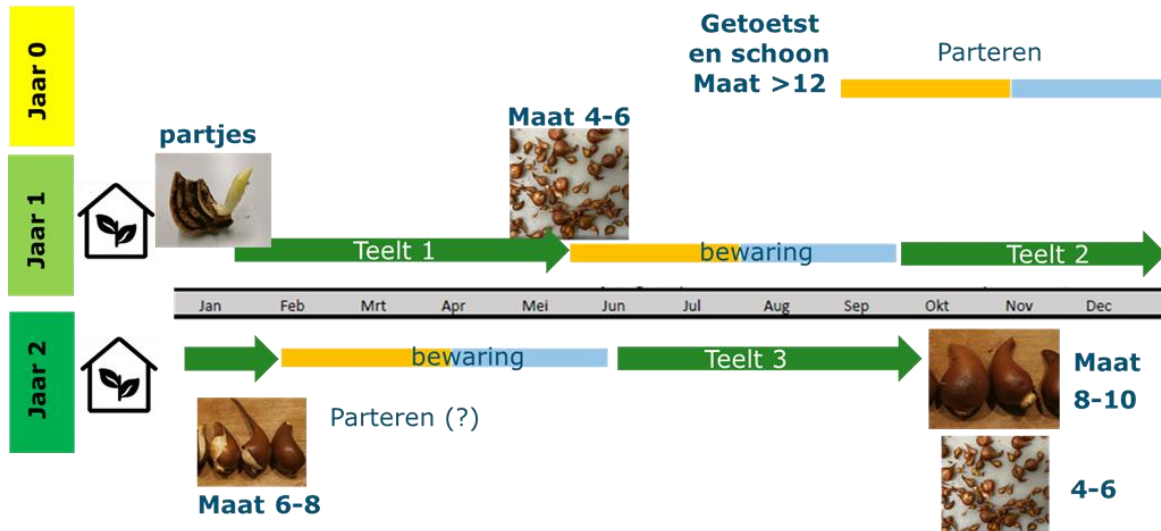 Jaar 0
Getoetst
en schoon
Maat >12
Parteren
Jaar 1
partjes
Maat 4-6
Teelt 1
bewaring
Teelt 2
Jan Feb Mrt Apr Mei Jun Jul Aug Sep Okt Nov Dec
Jaar 2
bewaring
Teelt 3
Maat
8-10
Parteren (?)
Maat 6-8
4-6